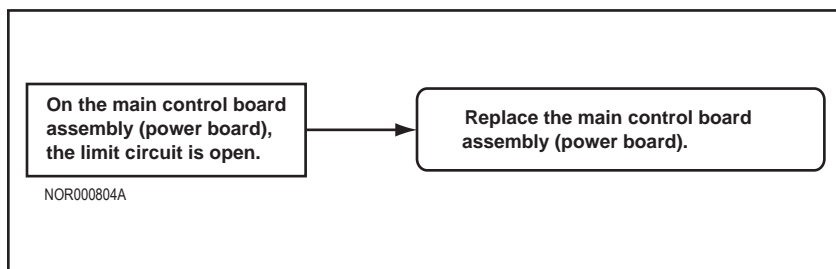 On the main control board
assembly (power board),
the limit circuit is open.
Replace the main control board
assembly (power board).
NOR000804A